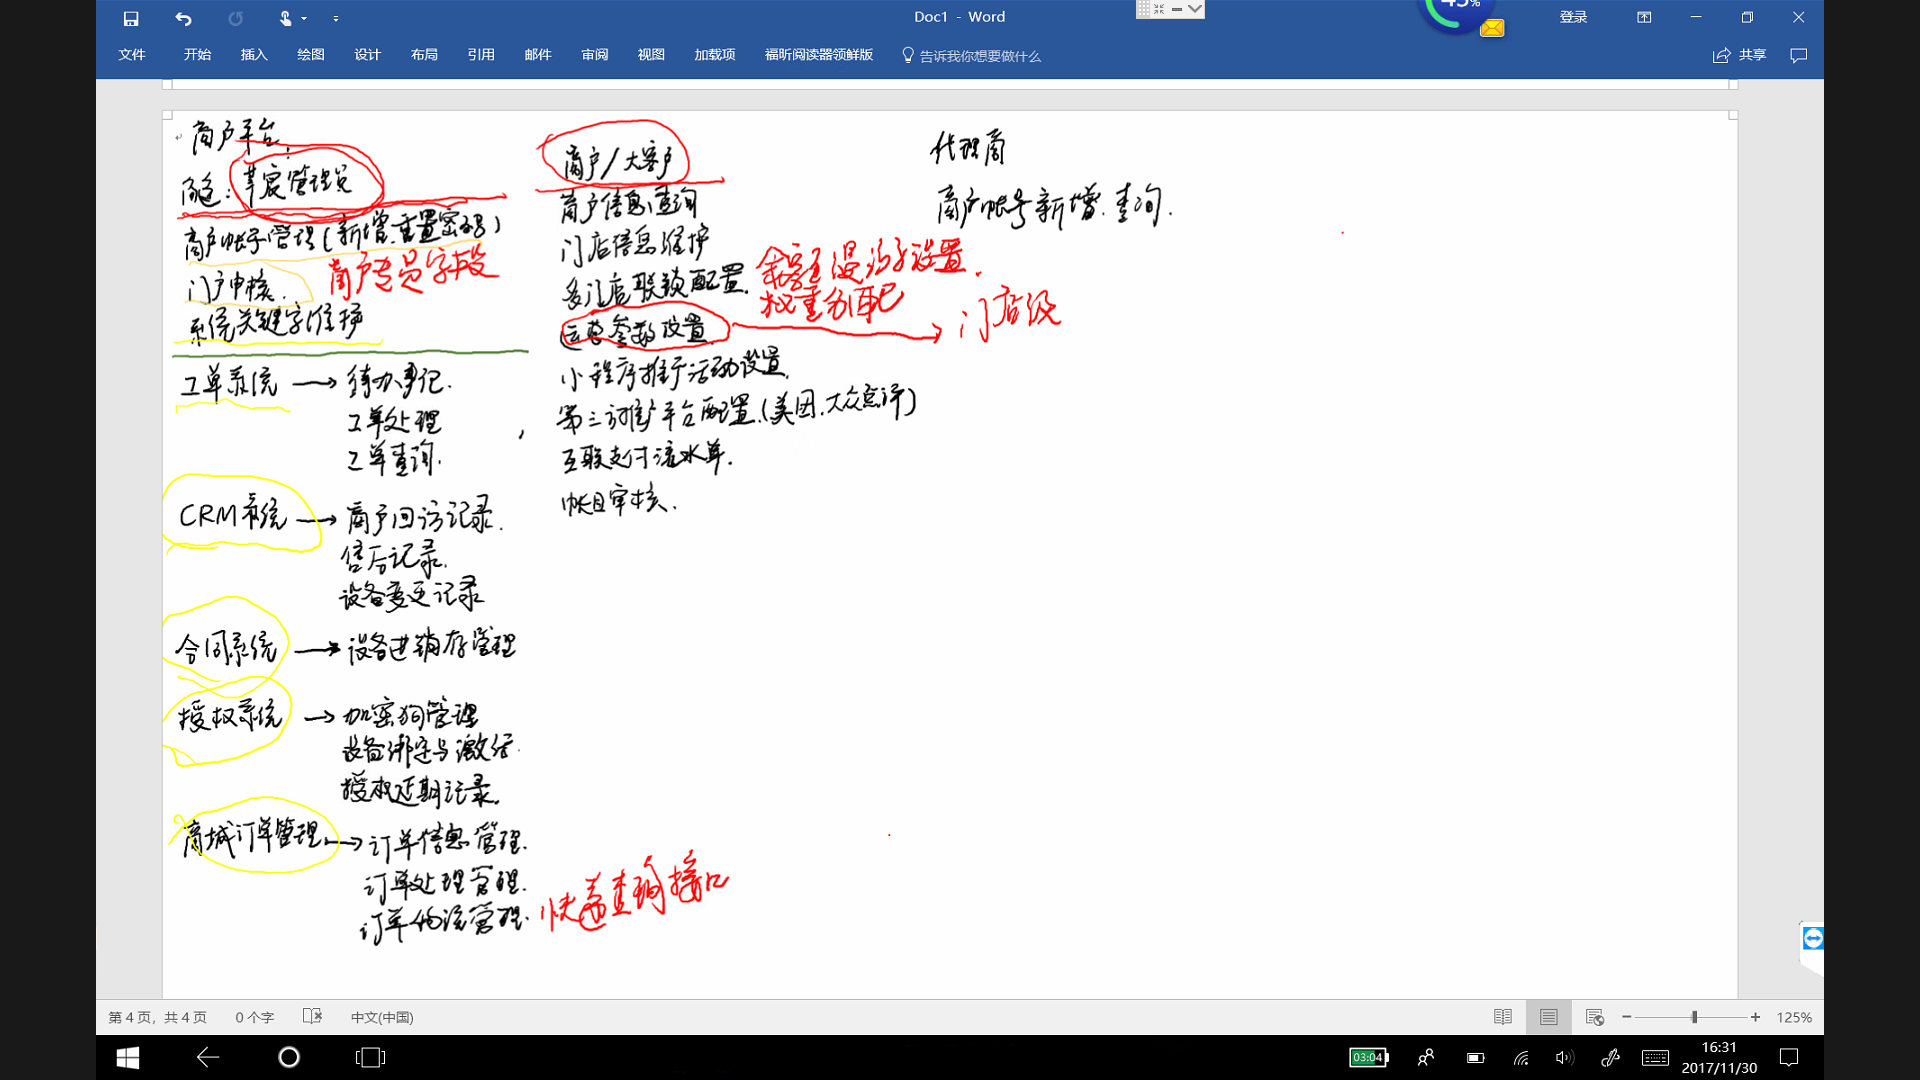 Doc1 - Word
45%
登录
文件 开始 插入 绘图 设计 布局 引用 邮件 审阅 视图 加载项 福昕阅读器领鲜版 告诉我你想要做什么 共享
商户平台
角色: 管理员
商户帐号管理(新增.重置密码)
商户专员字段
门户审核.
系统关键字维护
工单系统 → 待办事记.
工单处理
工单查询.
CRM系统 → 商户回访记录.
售后记录.
设备变更记录
合同系统 → 设备进销存管理
授权系统 → 加密狗管理
设备绑定与激活.
授权延期记录.
商城订单管理 → 订单信息管理.
订单处理管理.
订单物流管理.
快递查询接口
商户/大客户
商户信息查询
门店信息维护
多门店联锁配置.
运营参数设置. → 门店级
设置.
权重分配
小程序推广活动设置.
第三方 平台配置.(美团.大众点评)
互联支付流水单.
帐目审核.
代理商
商户帐号新增.查询.
第 4 页，共 4 页 0 个字 中文(中国) 125%
03:04
16:31
2017/11/30